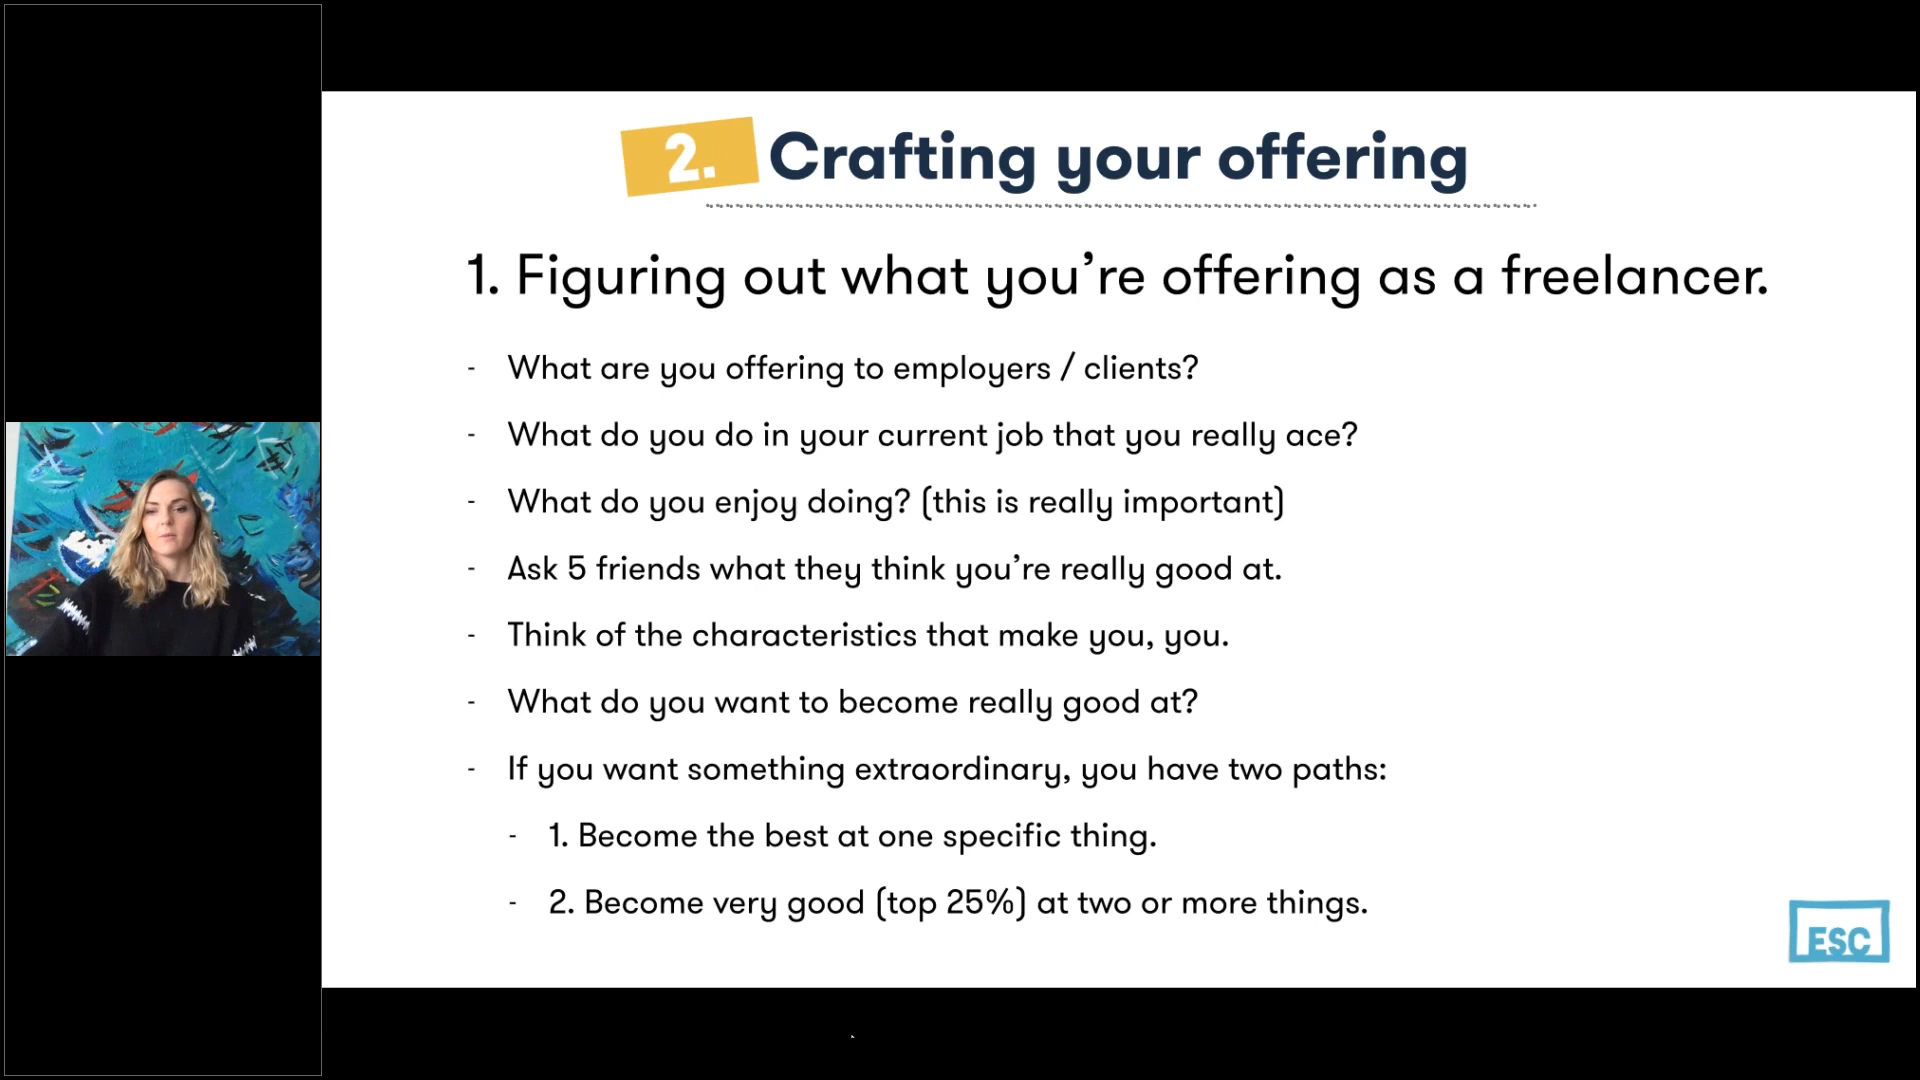 2. Crafting your offering
1. Figuring out what you’re offering as a freelancer.
- What are you offering to employers / clients?
- What do you do in your current job that you really ace?
- What do you enjoy doing? (this is really important)
- Ask 5 friends what they think you’re really good at.
- Think of the characteristics that make you, you.
- What do you want to become really good at?
- If you want something extraordinary, you have two paths:
- 1. Become the best at one specific thing.
- 2. Become very good (top 25%) at two or more things.
ESC